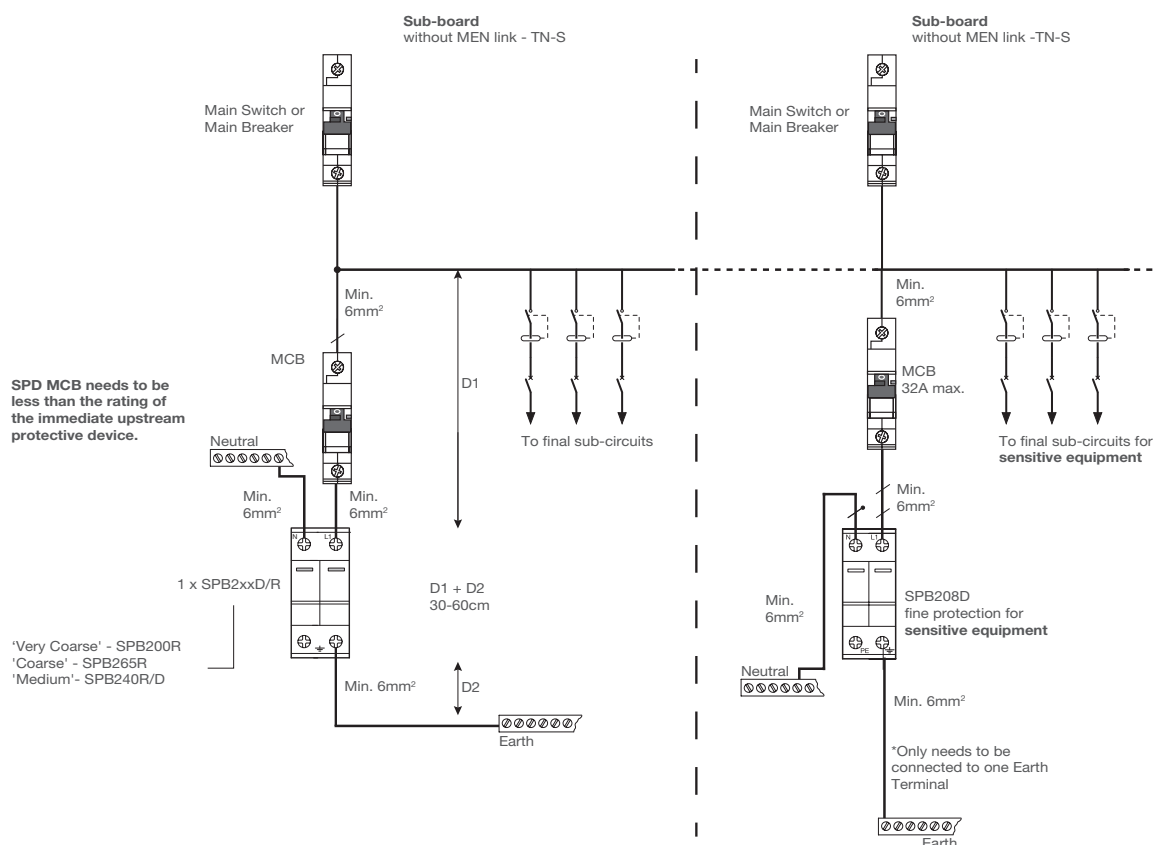 Sub-board
without MEN link - TN-S
Main Switch or
Main Breaker
Min.
6mm²
MCB
SPD MCB needs to be
less than the rating of
the immediate upstream
protective device.
D1
To final sub-circuits
Neutral
Min.
6mm²
Min.
6mm²
N
L1
1 x SPB2xxD/R
D1 + D2
30-60cm
'Very Coarse' - SPB200R
'Coarse' - SPB265R
'Medium'- SPB240R/D
Min. 6mm²
D2
Earth
Sub-board
without MEN link -TN-S
Main Switch or
Main Breaker
Min.
6mm²
MCB
32A max.
To final sub-circuits for
sensitive equipment
Min.
6mm²
N
L1
Min.
6mm²
SPB208D
fine protection for
sensitive equipment
PE
Neutral
Min. 6mm²
*Only needs to be
connected to one Earth
Terminal
Earth